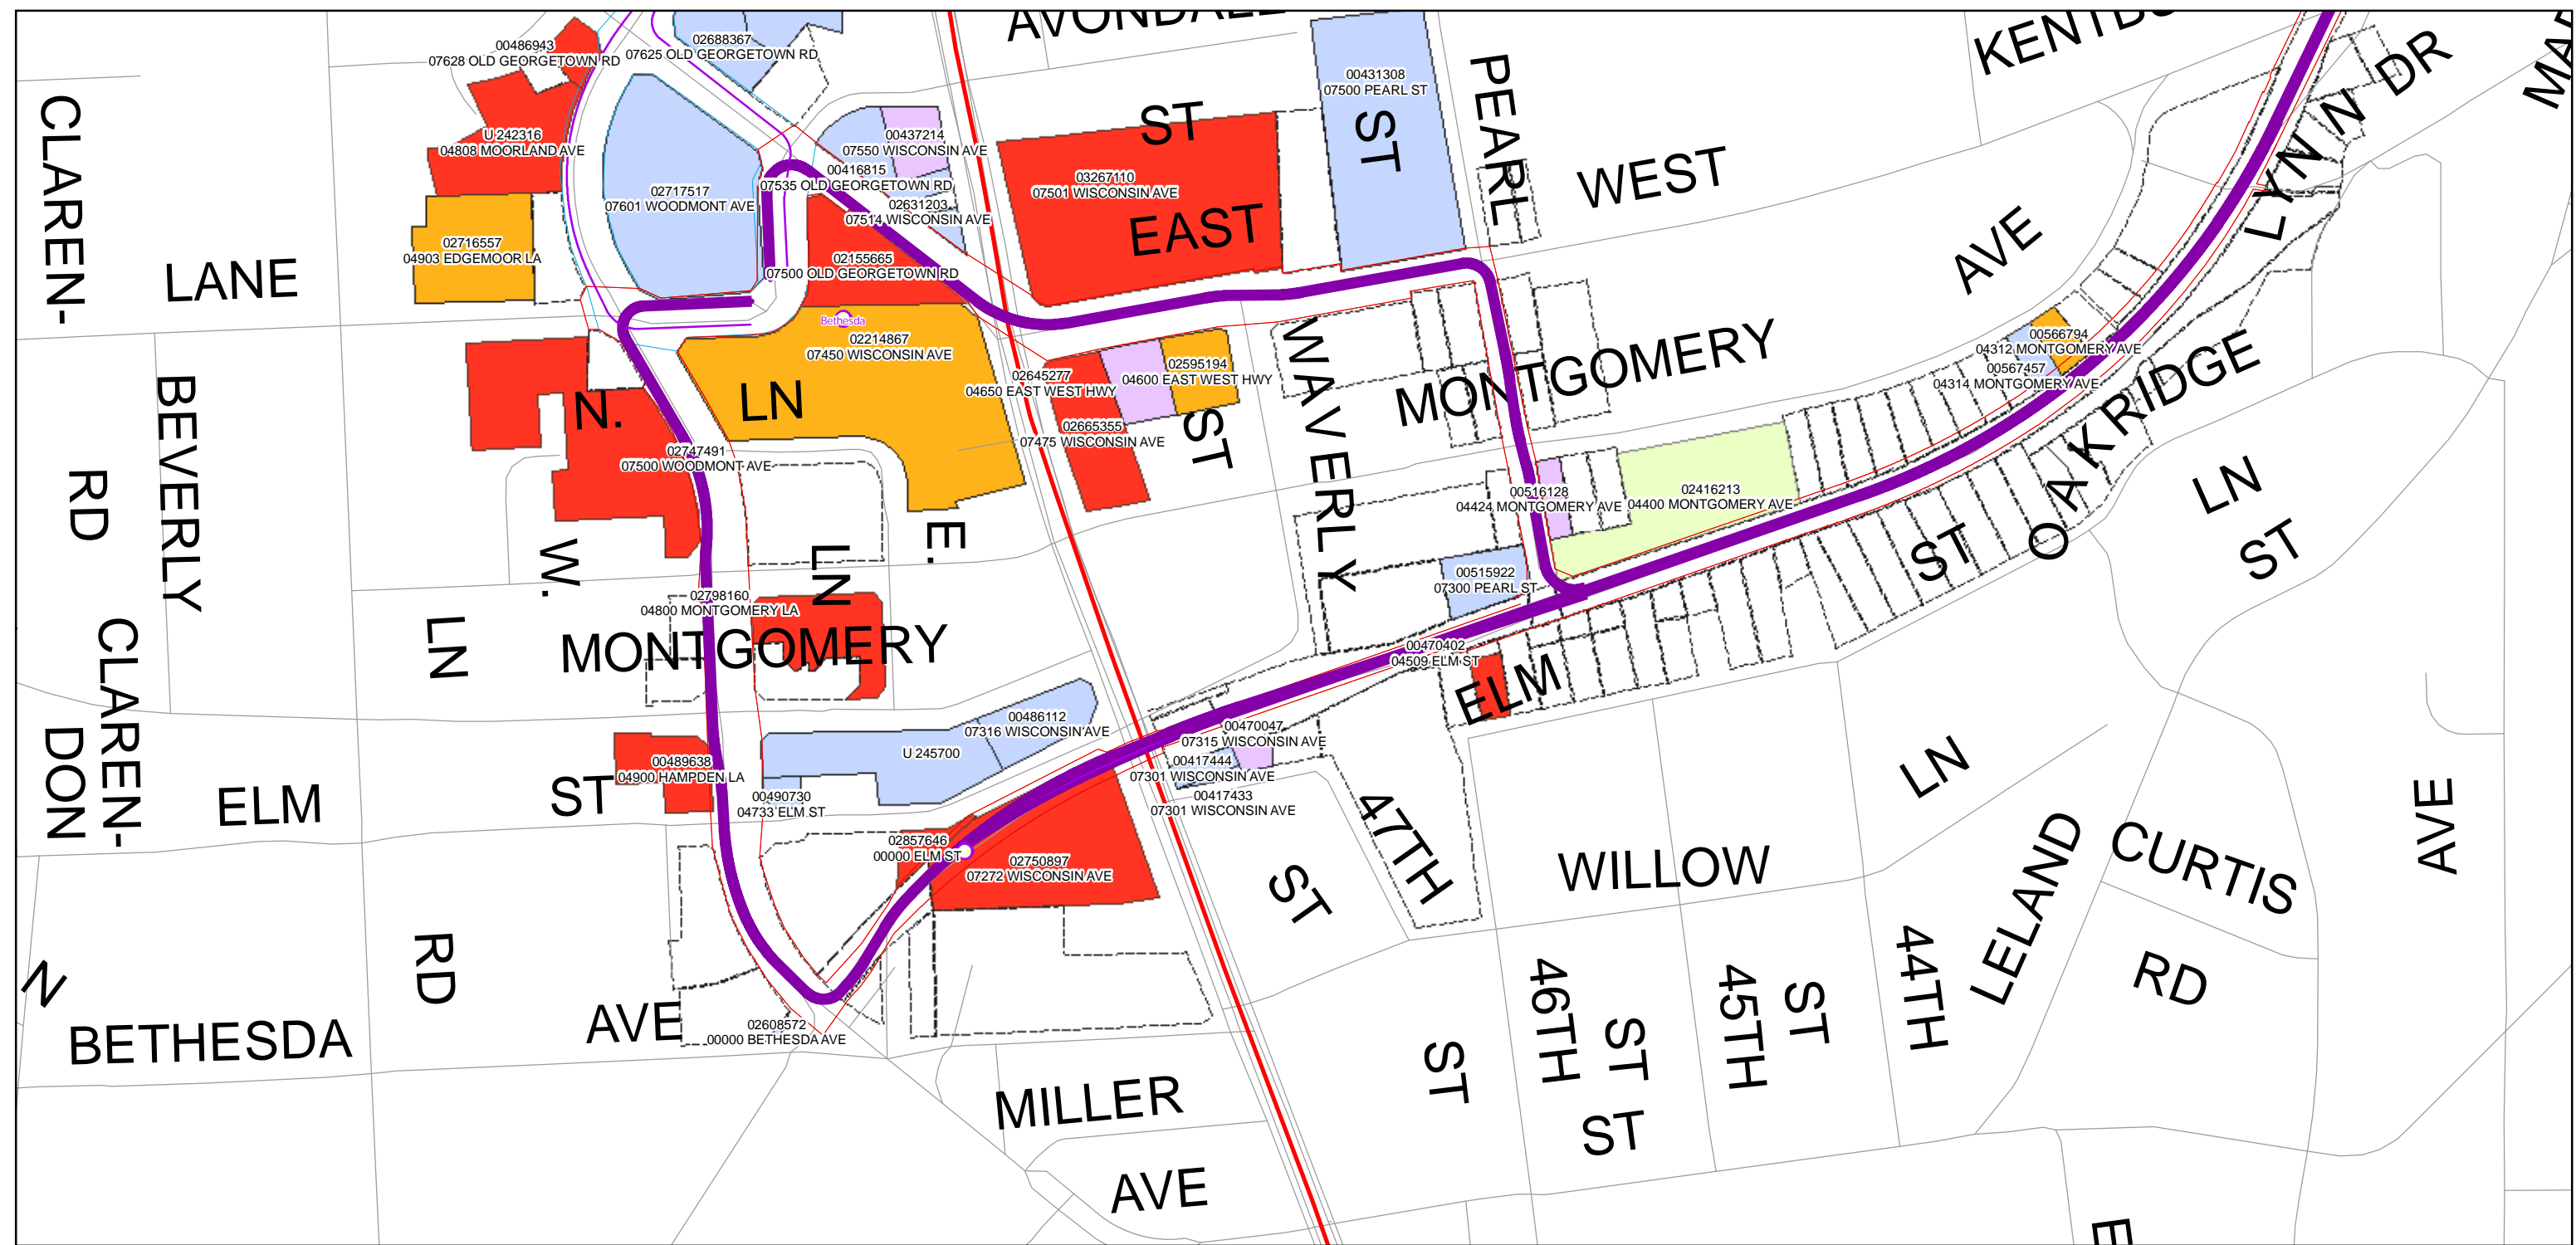 AVONDALE
KENTBU
MAP
00486943
07628 OLD GEORGETOWN RD
02688367
07625 OLD GEORGETOWN RD
00431308
07500 PEARL ST
PEARL
ST
LYNN DR
CLAREN-
DON
RD
U 242316
04808 MOORLAND AVE
00437214
07550 WISCONSIN AVE
ST
EAST
00416815
07535 OLD GEORGETOWN RD
03267110
07501 WISCONSIN AVE
WEST
02717517
07601 WOODMONT AVE
02631203
07514 WISCONSIN AVE
02716557
04903 EDGEMOOR LA
LANE
02155665
07500 OLD GEORGETOWN RD
AVE
Bethesda
02214867
07450 WISCONSIN AVE
WAVERLY
ST
MONTGOMERY
00566794
04312 MONTGOMERY AVE
00567457
04314 MONTGOMERY AVE
OAKRIDGE
LN
BEVERLY
RD
N.
LN
02645277
04650 EAST WEST HWY
02595194
04600 EAST WEST HWY
02665355
07475 WISCONSIN AVE
02747491
07500 WOODMONT AVE
00516128
04424 MONTGOMERY AVE
02416213
04400 MONTGOMERY AVE
W.
LN
E.
LN
ST
ST
00515922
07300 PEARL ST
02798160
04800 MONTGOMERY LA
MONTGOMERY
CLAREN-
00470402
04509 ELM ST
ELM
00486112
07316 WISCONSIN AVE
U 245700
00470047
07315 WISCONSIN AVE
00489638
04900 HAMPDEN LA
00417444
07301 WISCONSIN AVE
00417433
07301 WISCONSIN AVE
00490730
04733 ELM ST
ELM
ST
LN
AVE
47TH
ST
02857646
00000 ELM ST
02750897
07272 WISCONSIN AVE
WILLOW
LELAND
CURTIS
RD
RD
N
46TH
ST
45TH
ST
44TH
BETHESDA
AVE
02608572
00000 BETHESDA AVE
MILLER
ST
ST
AVE
E